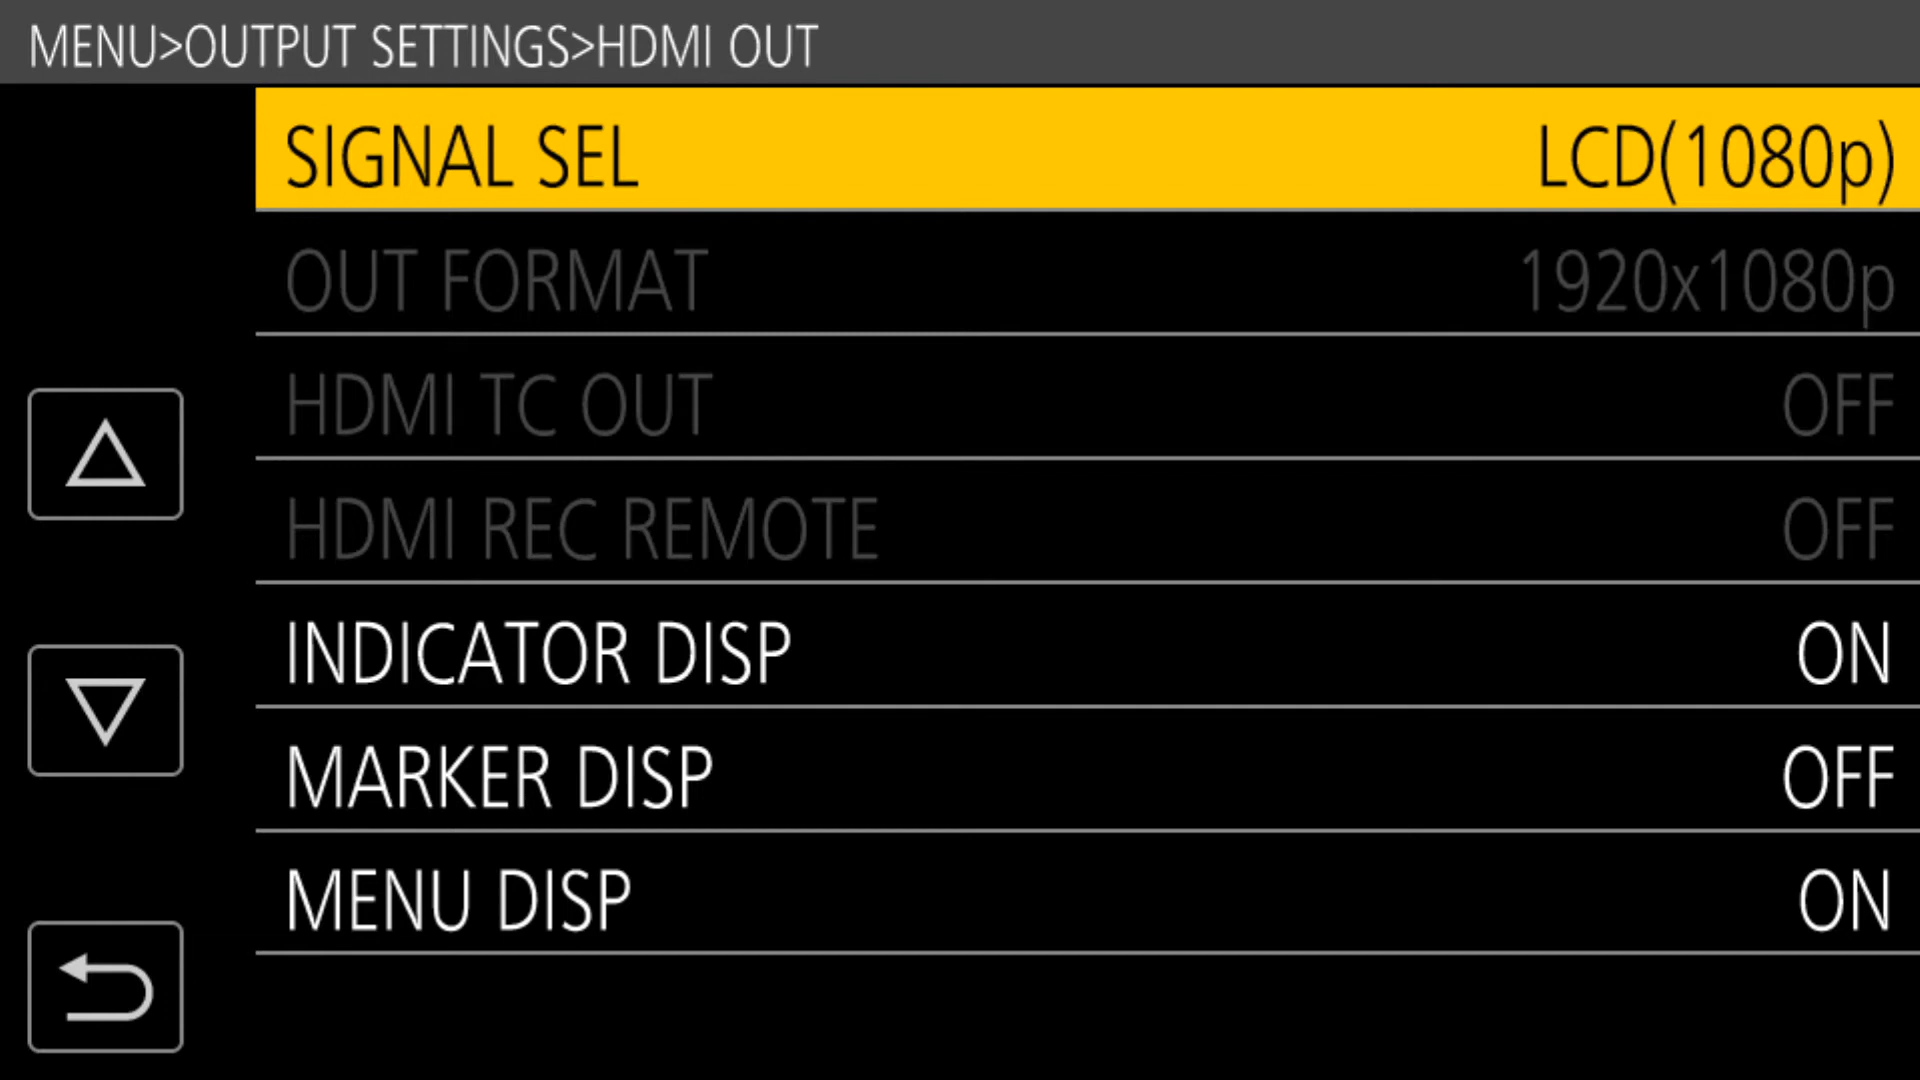 MENU>OUTPUT SETTINGS>HDMI OUT
SIGNAL SEL LCD(1080p)
OUT FORMAT 1920x1080p
HDMI TC OUT OFF
HDMI REC REMOTE OFF
INDICATOR DISP ON
MARKER DISP OFF
MENU DISP ON